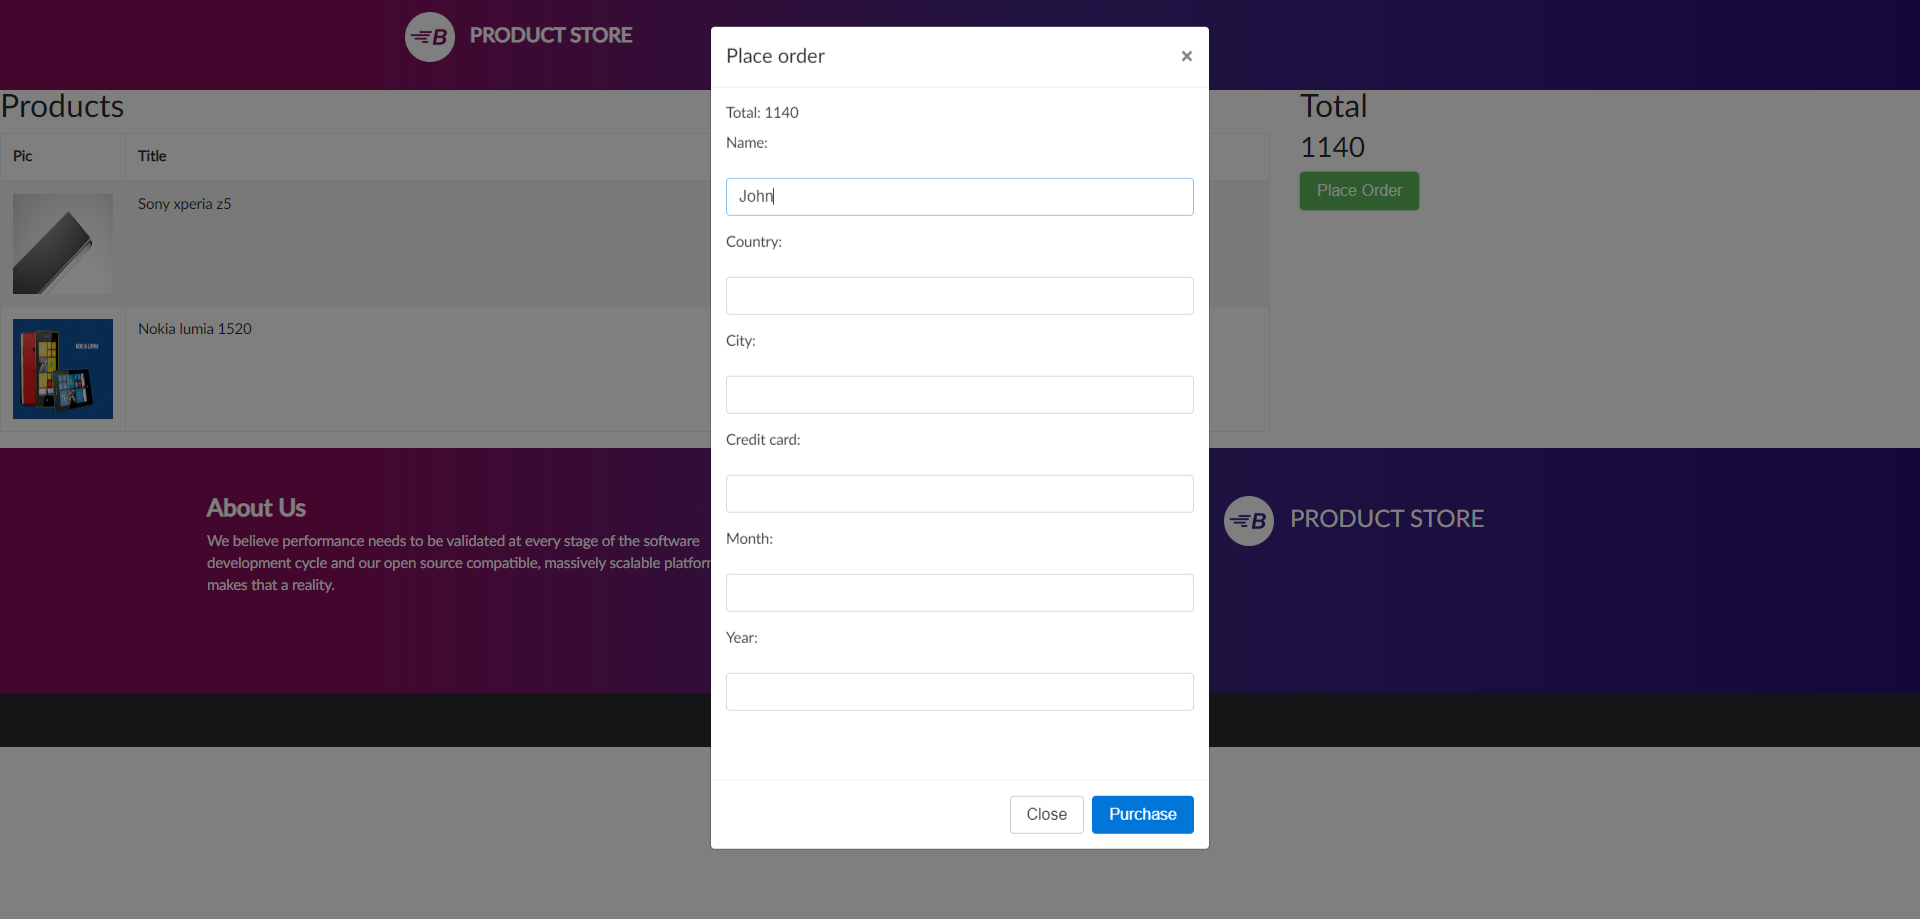 B PRODUCT STORE
Place order
×
Products
Total
Total: 1140
1140
Name:
Pic
Title
John
Place Order
Sony xperia z5
Country:
Nokia lumia 1520
NOKIA LUMIA
City:
Credit card:
About Us
B PRODUCT STORE
We believe performance needs to be validated at every stage of the software
development cycle and our open source compatible, massively scalable platfor
makes that a reality.
Month:
Year:
Close
Purchase